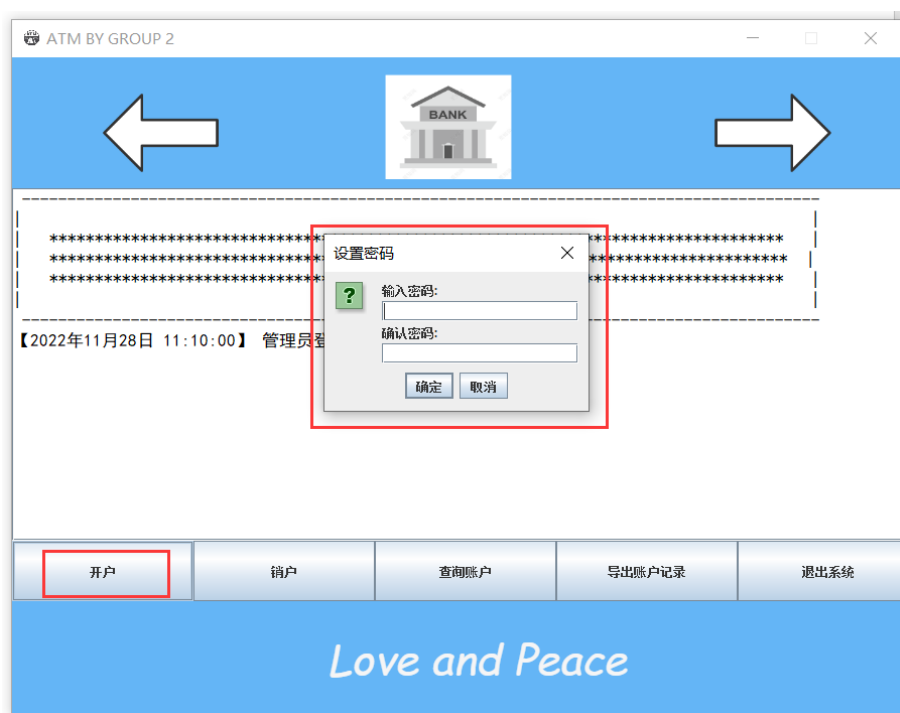 ATM BY GROUP 2
BANK
--------------------------------------------------
*******************************************
*******************************************
*******************************************
--------------------------------------------------
设置密码
?
输入密码:
确认密码:
确定 取消
【2022年11月28日 11:10:00】 管理员登
开户 销户 查询账户 导出账户记录 退出系统
Love and Peace